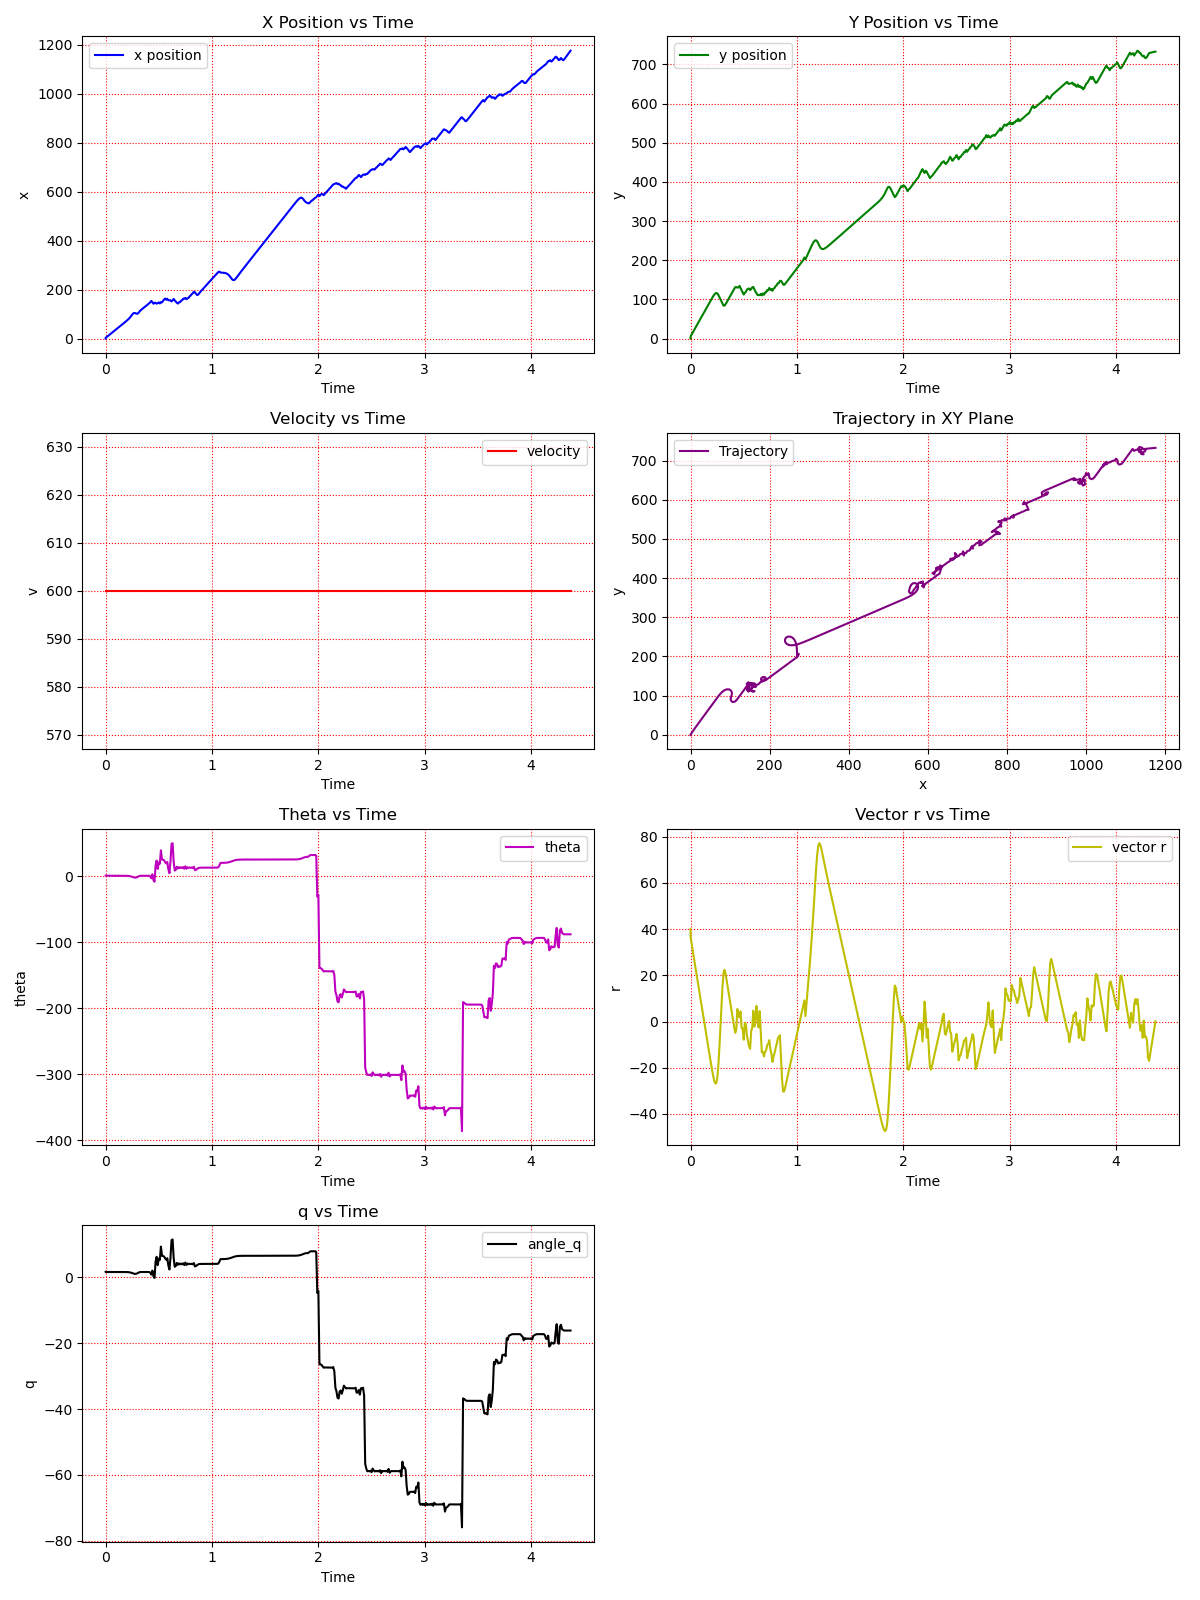 X Position vs Time
x position
x
1200
1000
800
600
400
200
0
0 1 2 3 4
Time
Y Position vs Time
y position
y
700
600
500
400
300
200
100
0
0 1 2 3 4
Time
Velocity vs Time
velocity
v
630
620
610
600
590
580
570
0 1 2 3 4
Time
Trajectory in XY Plane
Trajectory
y
700
600
500
400
300
200
100
0
0 200 400 600 800 1000 1200
x
Theta vs Time
theta
theta
0
−100
−200
−300
−400
0 1 2 3 4
Time
Vector r vs Time
vector r
r
80
60
40
20
0
−20
−40
0 1 2 3 4
Time
q vs Time
angle_q
q
0
−20
−40
−60
−80
0 1 2 3 4
Time